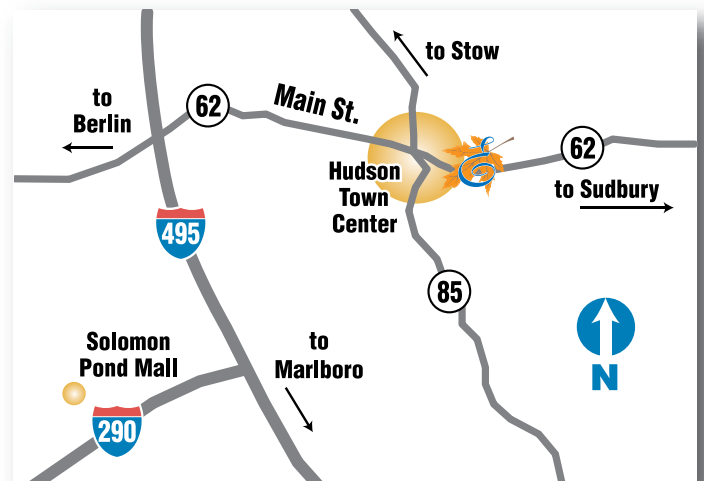 to Stow
62
Main St.
to
Berlin
62
to Sudbury
Hudson
Town
Center
495
85
Solomon
Pond Mall
to
Marlboro
N
290